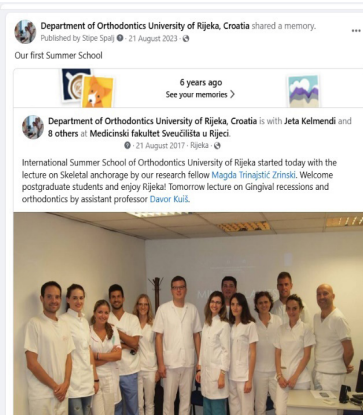 Department of Orthodontics University of Rijeka, Croatia shared a memory.
Published by Stipe Spalj · 21 August 2023 ·
Our first Summer School
6 years ago
See your memories >
Department of Orthodontics University of Rijeka, Croatia is with Jeta Kelmendi and
8 others at Medicinski fakultet Sveučilišta u Rijeci.
· 21 August 2017 · Rijeka ·
International Summer School of Orthodontics University of Rijeka started today with the
lecture on Skeletal anchorage by our research fellow Magda Trinajstić Zrinski. Welcome
postgraduate students and enjoy Rijeka! Tomorrow lecture on Gingival recessions and
orthodontics by assistant professor Davor Kuiš.